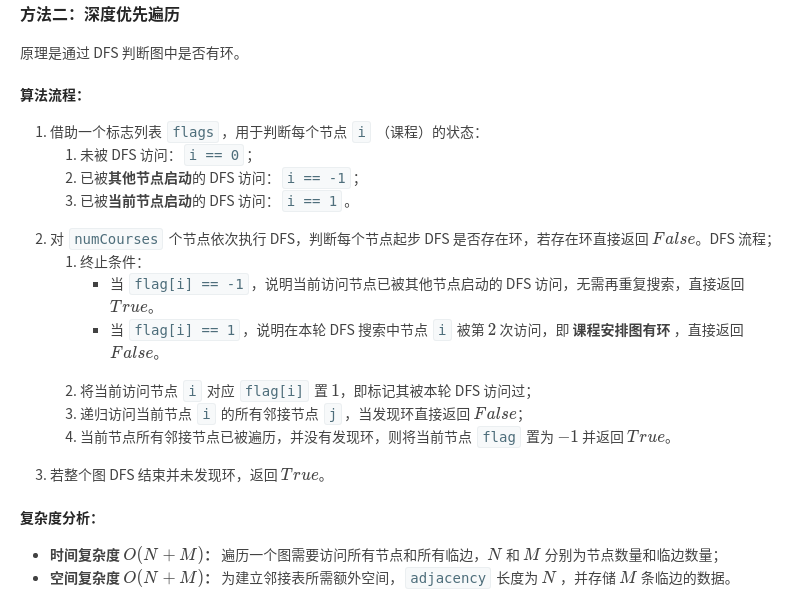 方法二：深度优先遍历
原理是通过 DFS 判断图中是否有环。
算法流程：
1. 借助一个标志列表 flags ，用于判断每个节点 i （课程）的状态：
1. 未被 DFS 访问： i == 0 ；
2. 已被其他节点启动的 DFS 访问： i == -1 ；
3. 已被当前节点启动的 DFS 访问： i == 1 。
2. 对 numCourses 个节点依次执行 DFS，判断每个节点起步 DFS 是否存在环，若存在环直接返回 False。DFS 流程；
1. 终止条件：
▪ 当 flag[i] == -1 ，说明当前访问节点已被其他节点启动的 DFS 访问，无需再重复搜索，直接返回
True。
▪ 当 flag[i] == 1 ，说明在本轮 DFS 搜索中节点 i 被第 2 次访问，即 课程安排图有环 ，直接返回
False。
2. 将当前访问节点 i 对应 flag[i] 置 1，即标记其被本轮 DFS 访问过；
3. 递归访问当前节点 i 的所有邻接节点 j ，当发现环直接返回 False；
4. 当前节点所有邻接节点已被遍历，并没有发现环，则将当前节点 flag 置为 −1 并返回 True。
3. 若整个图 DFS 结束并未发现环，返回 True。
复杂度分析：
• 时间复杂度 O(N + M)： 遍历一个图需要访问所有节点和所有临边，N 和 M 分别为节点数量和临边数量；
• 空间复杂度 O(N + M)： 为建立邻接表所需额外空间， adjacency 长度为 N ，并存储 M 条临边的数据。